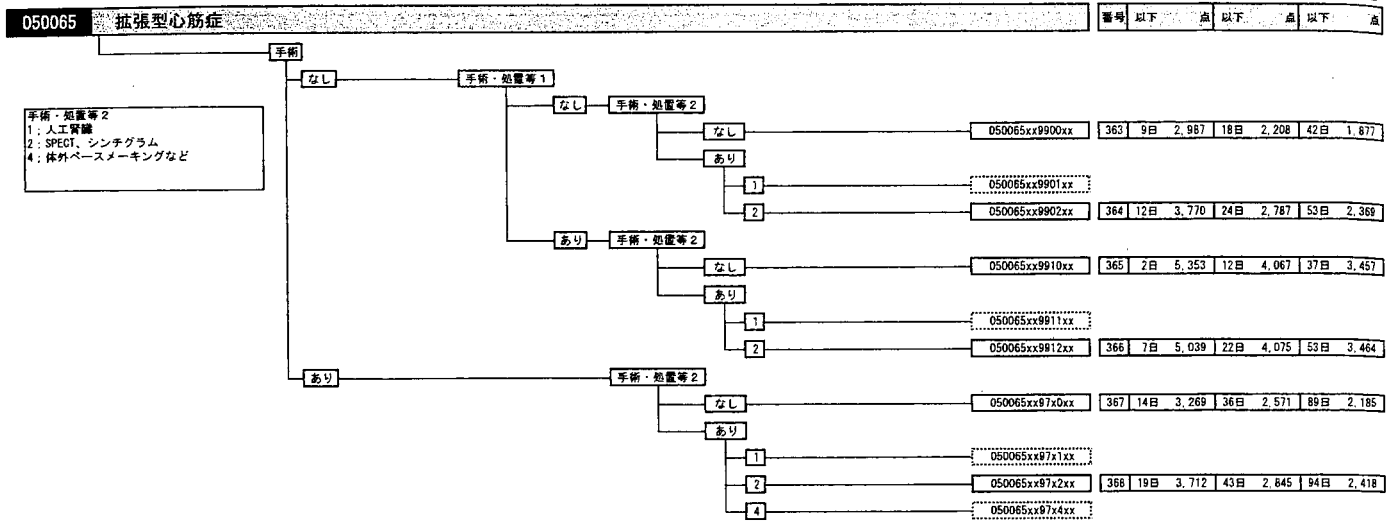 050065 拡張型心筋症 番号 以下 点 以下 点 以下 点
手術
なし 手術・処置等1
なし 手術・処置等2
手術・処置等2
1;人工腎臓
2;SPECT、シンチグラム
4;体外ペースメーキングなど
なし 050065xx9900xx 363 9日 2,987 18日 2,208 42日 1,877
あり
1 050065xx9901xx
2 050065xx9902xx 364 12日 3,770 24日 2,787 53日 2,369
あり 手術・処置等2
なし 050065xx9910xx 365 2日 5,353 12日 4,067 37日 3,457
あり
1 050065xx9911xx
2 050065xx9912xx 366 7日 5,039 22日 4,075 53日 3,464
あり 手術・処置等2
なし 050065xx97x0xx 367 14日 3,269 36日 2,571 89日 2,185
あり
1 050065xx97x1xx
2 050065xx97x2xx 368 19日 3,712 43日 2,845 94日 2,418
4 050065xx97x4xx